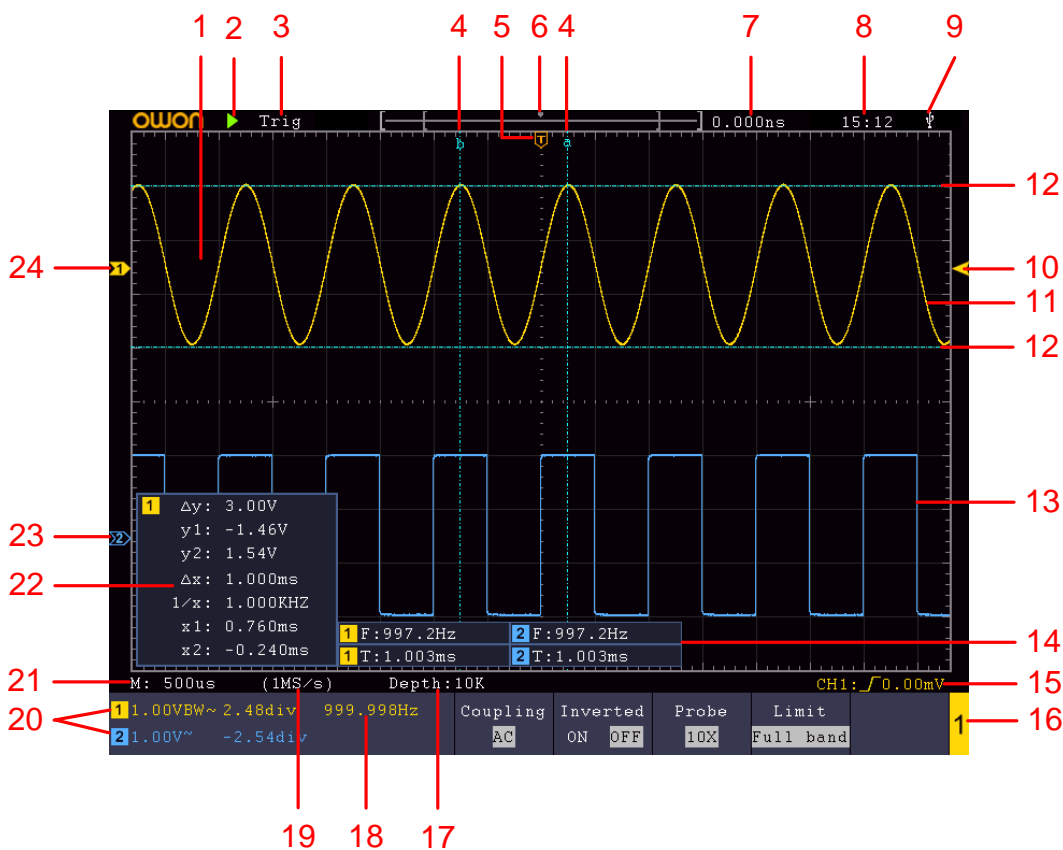 1 2 3 4 5 6 4 7 8 9
owon Trig 0.000ns 15:12
T
b a
12
24 1 10
11
12
13
23 2
22
1 Δy: 3.00V
y1: -1.46V
y2: 1.54V
Δx: 1.000ms
1/x: 1.000KHZ
x1: 0.760ms
x2: -0.240ms
1 F:997.2Hz 2 F:997.2Hz
1 T:1.003ms 2 T:1.003ms
14
21 M: 500us (1MS/s) Depth:10K CH1: 0.00mV 15
20 1 1.00VBW~ 2.48div 999.998Hz
2 1.00V~ -2.54div
Coupling Inverted Probe Limit
AC ON OFF 10X Full band
1 16
19 18 17